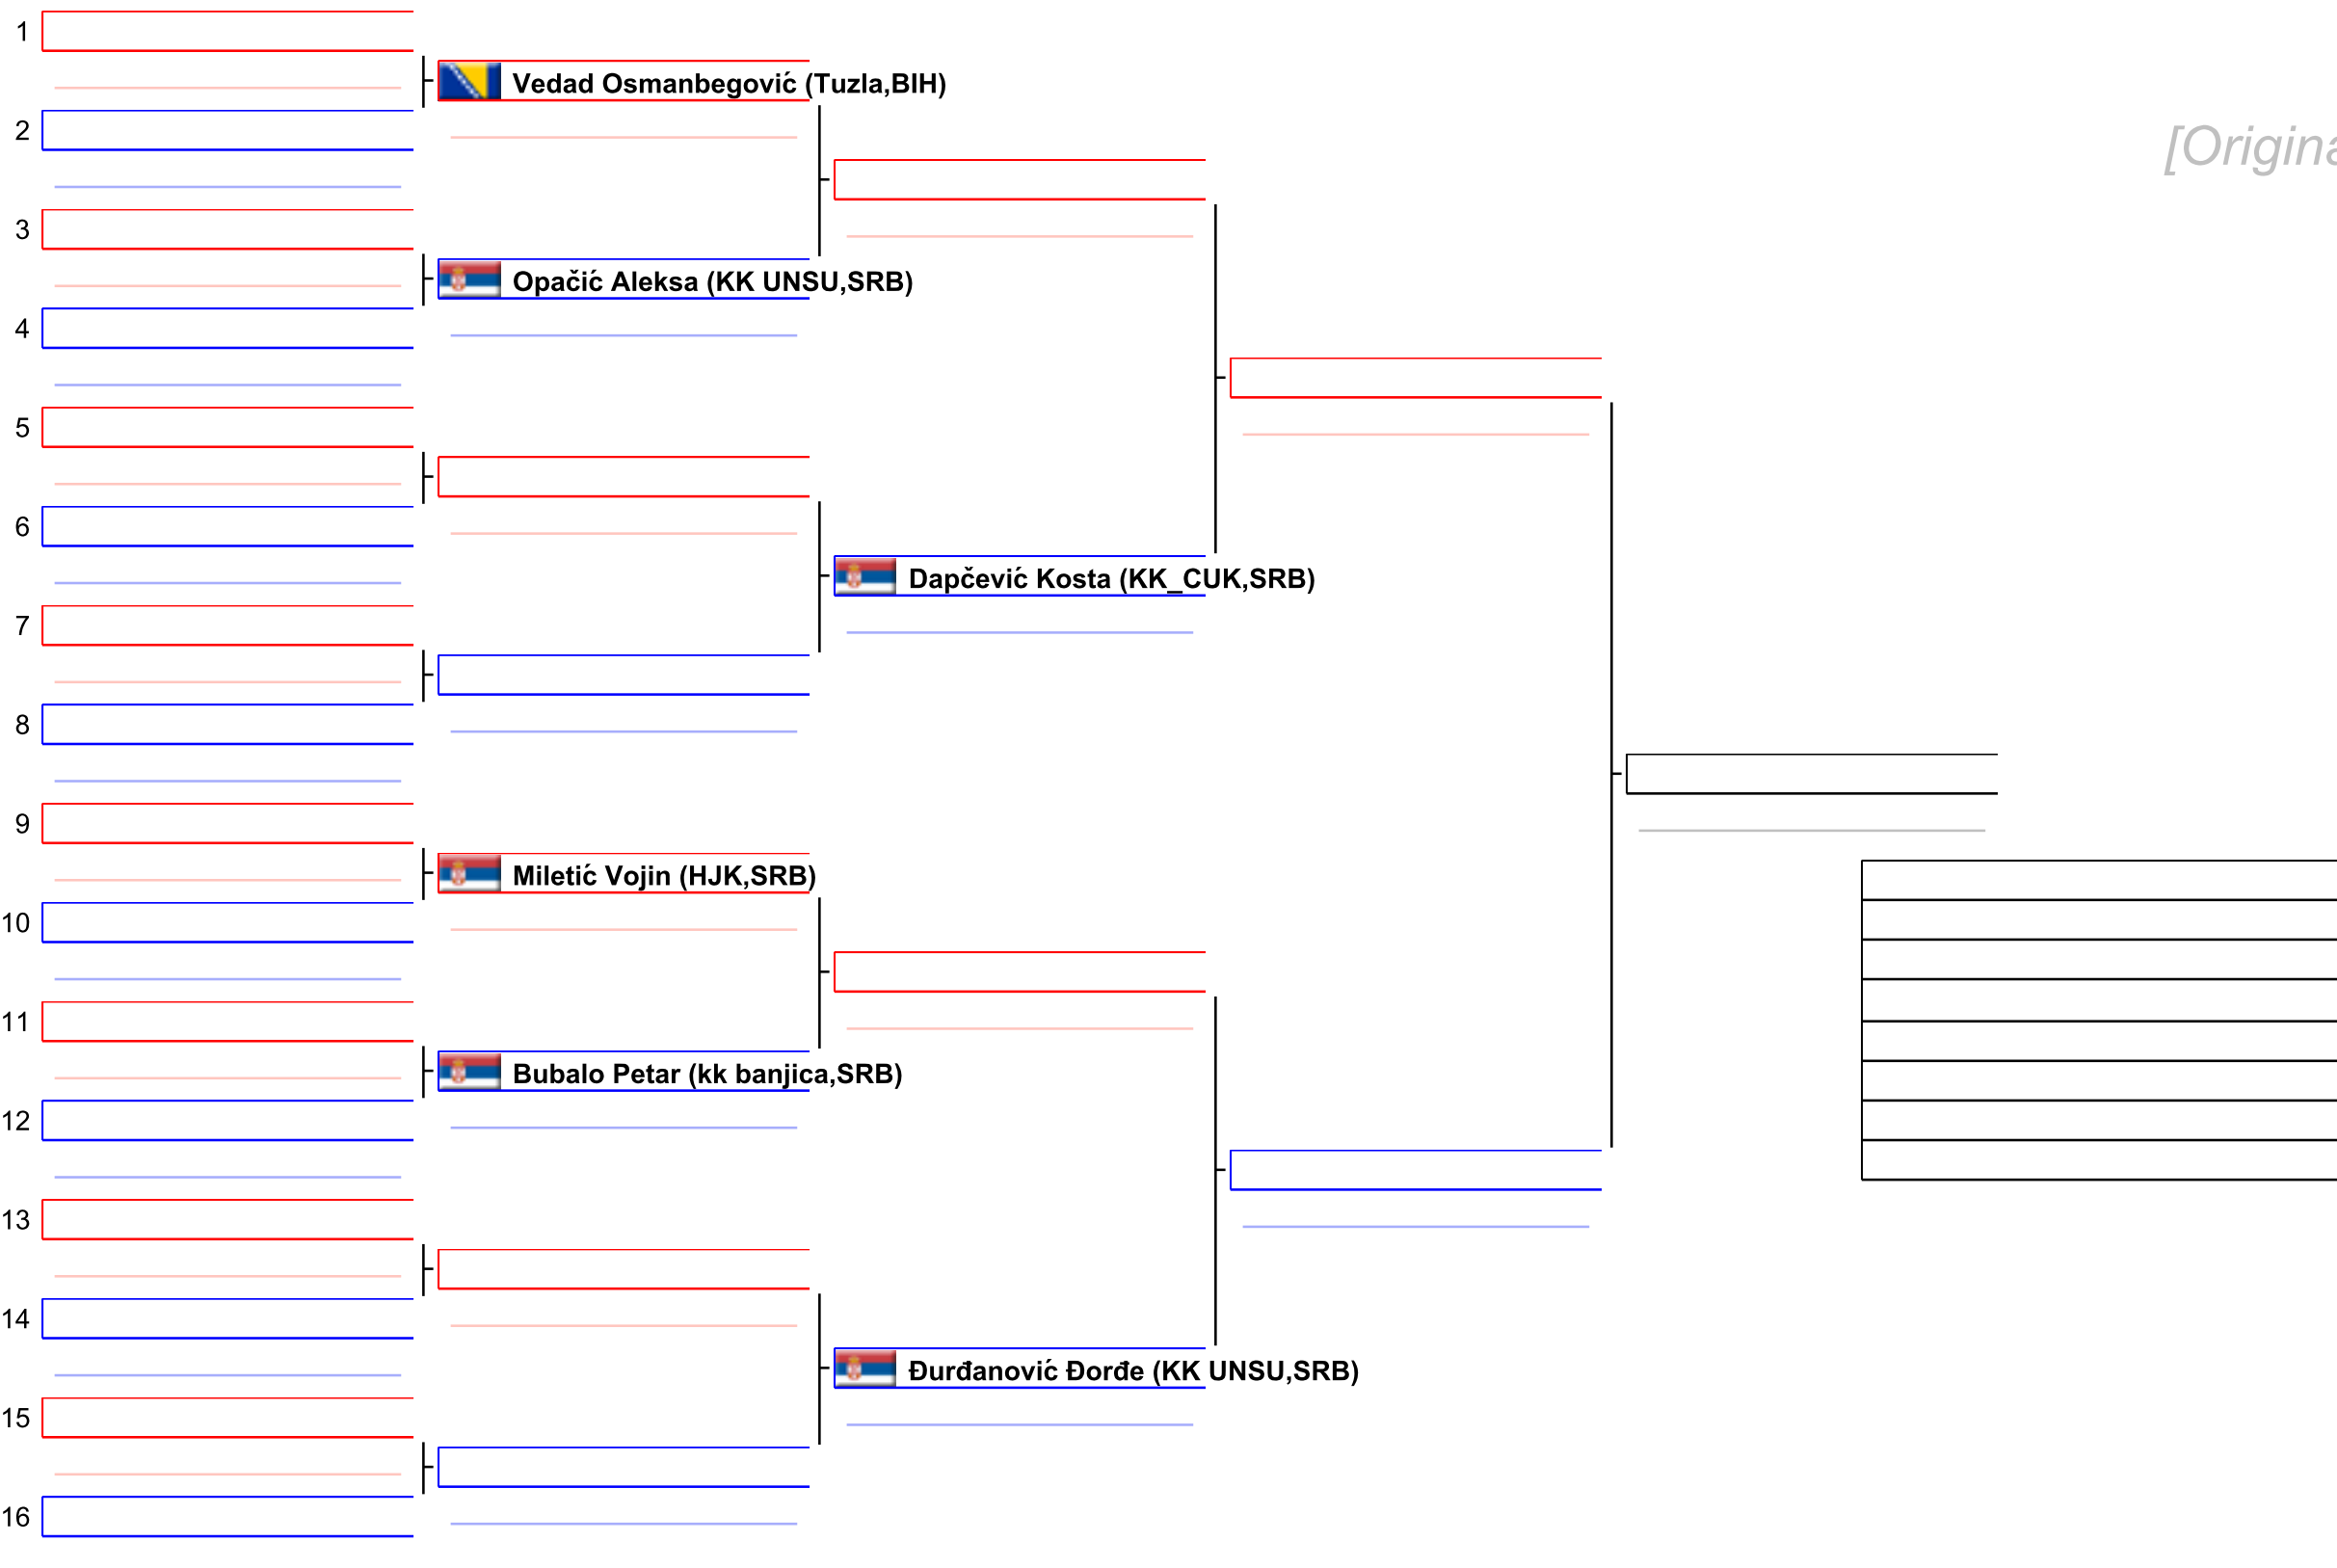 1
Vedad Osmanbegović (Tuzla,BIH)
2
[Origina
3
Opačić Aleksa (KK UNSU,SRB)
4
5
6
Dapčević Kosta (KK_CUK,SRB)
7
8
9
Miletić Vojin (HJK,SRB)
10
11
Bubalo Petar (kk banjica,SRB)
12
13
14
Đurđanović Đorđe (KK UNSU,SRB)
15
16